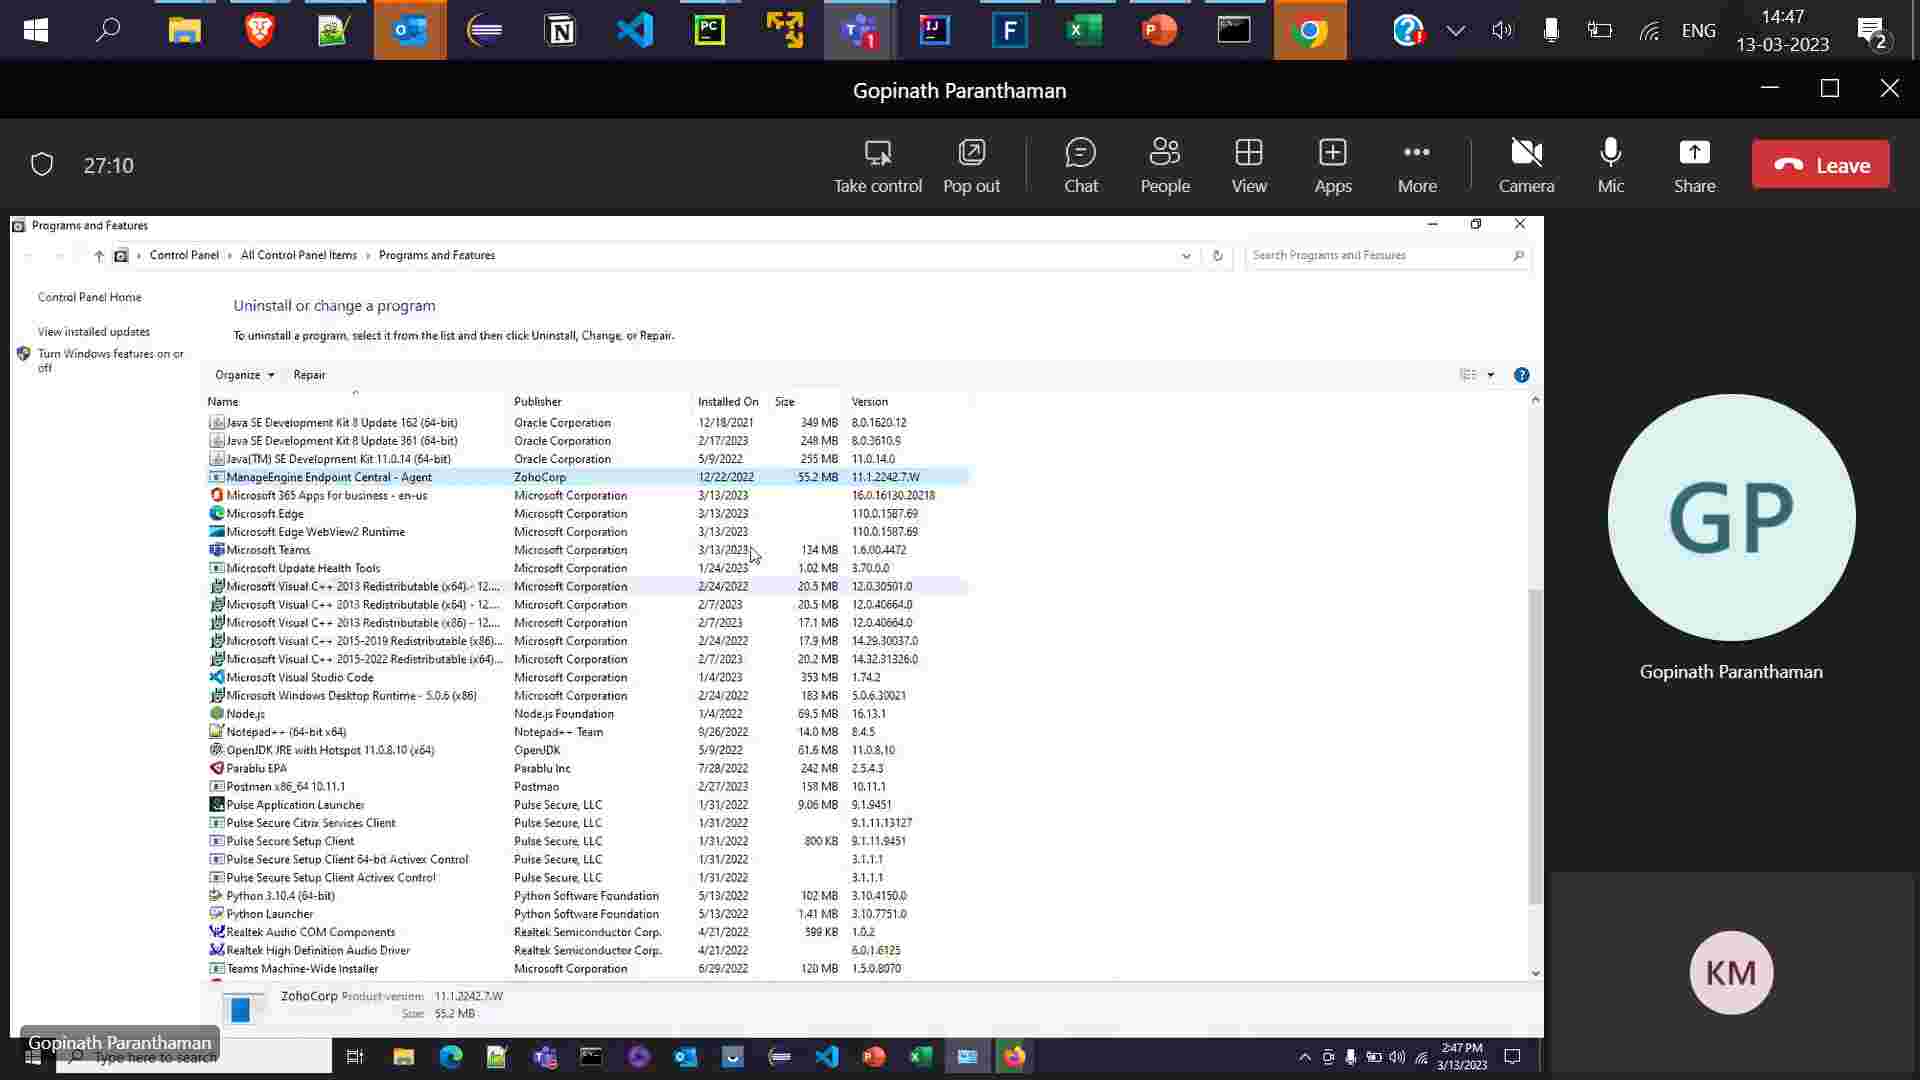 ENG
14:47
13-03-2023
2
1
Gopinath Paranthaman
27:10
Take control
Pop out
Chat
People
View
Apps
More
Camera
Mic
Share
Leave
Programs and Features
Control Panel > All Control Panel Items > Programs and Features
Search Programs and Features
Control Panel Home
View installed updates
Turn Windows features on or
off
Uninstall or change a program
To uninstall a program, select it from the list and then click Uninstall, Change, or Repair.
Organize Repair
Name Publisher Installed On Size Version
Java SE Development Kit 8 Update 162 (64-bit) Oracle Corporation 12/18/2021 349 MB 8.0.1620.12
Java SE Development Kit 8 Update 361 (64-bit) Oracle Corporation 2/17/2023 248 MB 8.0.3610.9
Java(TM) SE Development Kit 11.0.14 (64-bit) Oracle Corporation 5/9/2022 255 MB 11.0.14.0
ManageEngine Endpoint Central - Agent ZohoCorp 12/22/2022 55.2 MB 11.1.2242.7.W
Microsoft 365 Apps for business - en-us Microsoft Corporation 3/13/2023 16.0.16130.20218
Microsoft Edge Microsoft Corporation 3/13/2023 110.0.1587.69
Microsoft Edge WebView2 Runtime Microsoft Corporation 3/13/2023 110.0.1587.69
Microsoft Teams Microsoft Corporation 3/13/2023 134 MB 1.6.00.4472
Microsoft Update Health Tools Microsoft Corporation 1/24/2023 1.02 MB 3.70.0.0
Microsoft Visual C++ 2013 Redistributable (x64) - 12.... Microsoft Corporation 2/24/2022 20.5 MB 12.0.30501.0
Microsoft Visual C++ 2013 Redistributable (x64) - 12.... Microsoft Corporation 2/7/2023 20.5 MB 12.0.40664.0
Microsoft Visual C++ 2013 Redistributable (x86) - 12.... Microsoft Corporation 2/7/2023 17.1 MB 12.0.40664.0
Microsoft Visual C++ 2015-2019 Redistributable (x86)... Microsoft Corporation 2/24/2022 17.9 MB 14.29.30037.0
Microsoft Visual C++ 2015-2022 Redistributable (x64)... Microsoft Corporation 2/7/2023 20.2 MB 14.32.31326.0
Microsoft Visual Studio Code Microsoft Corporation 1/4/2023 353 MB 1.74.2
Microsoft Windows Desktop Runtime - 5.0.6 (x86) Microsoft Corporation 2/24/2022 183 MB 5.0.6.30021
Node.js Node.js Foundation 1/4/2022 69.5 MB 16.13.1
Notepad++ (64-bit x64) Notepad++ Team 9/26/2022 14.0 MB 8.4.5
OpenJDK JRE with Hotspot 11.0.8.10 (x64) OpenJDK 5/9/2022 61.6 MB 11.0.8.10
Parablu EPA Parablu Inc 7/28/2022 242 MB 2.5.4.3
Postman x86_64 10.11.1 Postman 2/27/2023 158 MB 10.11.1
Pulse Application Launcher Pulse Secure, LLC 1/31/2022 9.06 MB 9.1.9451
Pulse Secure Citrix Services Client Pulse Secure, LLC 1/31/2022 9.1.11.13127
Pulse Secure Setup Client Pulse Secure, LLC 1/31/2022 800 KB 9.1.11.9451
Pulse Secure Setup Client 64-bit Activex Control Pulse Secure, LLC 1/31/2022 3.1.1.1
Pulse Secure Setup Client Activex Control Pulse Secure, LLC 1/31/2022 3.1.1.1
Python 3.10.4 (64-bit) Python Software Foundation 5/13/2022 102 MB 3.10.4150.0
Python Launcher Python Software Foundation 5/13/2022 1.41 MB 3.10.7751.0
Realtek Audio COM Components Realtek Semiconductor Corp. 4/21/2022 599 KB 1.0.2
Realtek High Definition Audio Driver Realtek Semiconductor Corp. 4/21/2022 6.0.1.6125
Teams Machine-Wide Installer Microsoft Corporation 6/29/2022 120 MB 1.5.0.8070
ZohoCorp Product version: 11.1.2242.7.W
Size: 55.2 MB
GP
Gopinath Paranthaman
KM
Gopinath Paranthaman
Type here to search
2:47 PM
3/13/2023